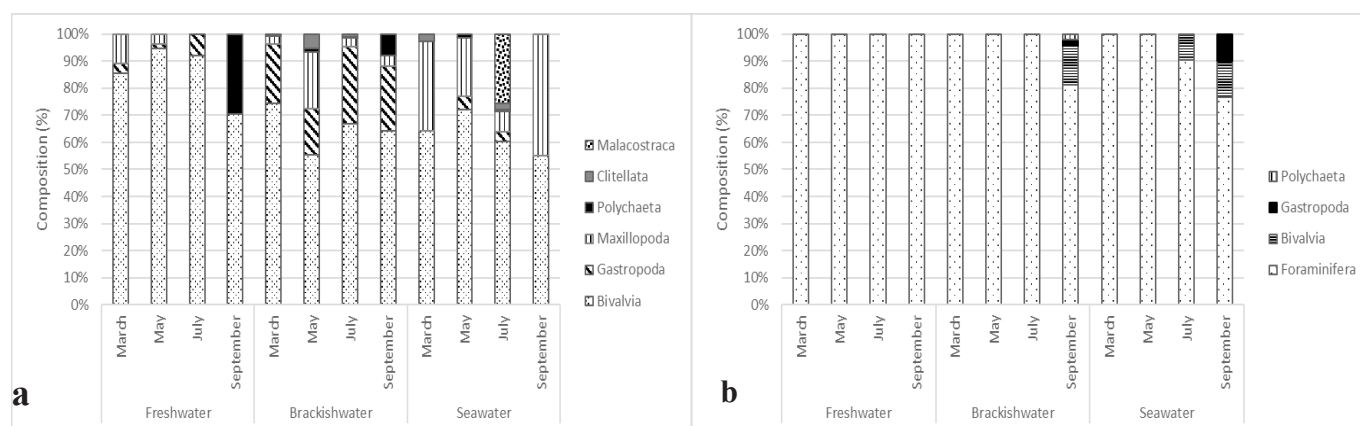 100%
90%
80%
70%
60%
50%
40%
30%
20%
10%
0%
Composition (%)
March
May
July
September
March
May
July
September
March
May
July
September
Freshwater
Brackishwater
Seawater
Malacostraca
Clitellata
Polychaeta
Maxillopoda
Gastropoda
Bivalvia
a
100%
90%
80%
70%
60%
50%
40%
30%
20%
10%
0%
Composition (%)
March
May
July
September
March
May
July
September
March
May
July
September
Freshwater
Brackishwater
Seawater
Polychaeta
Gastropoda
Bivalvia
Foraminifera
b